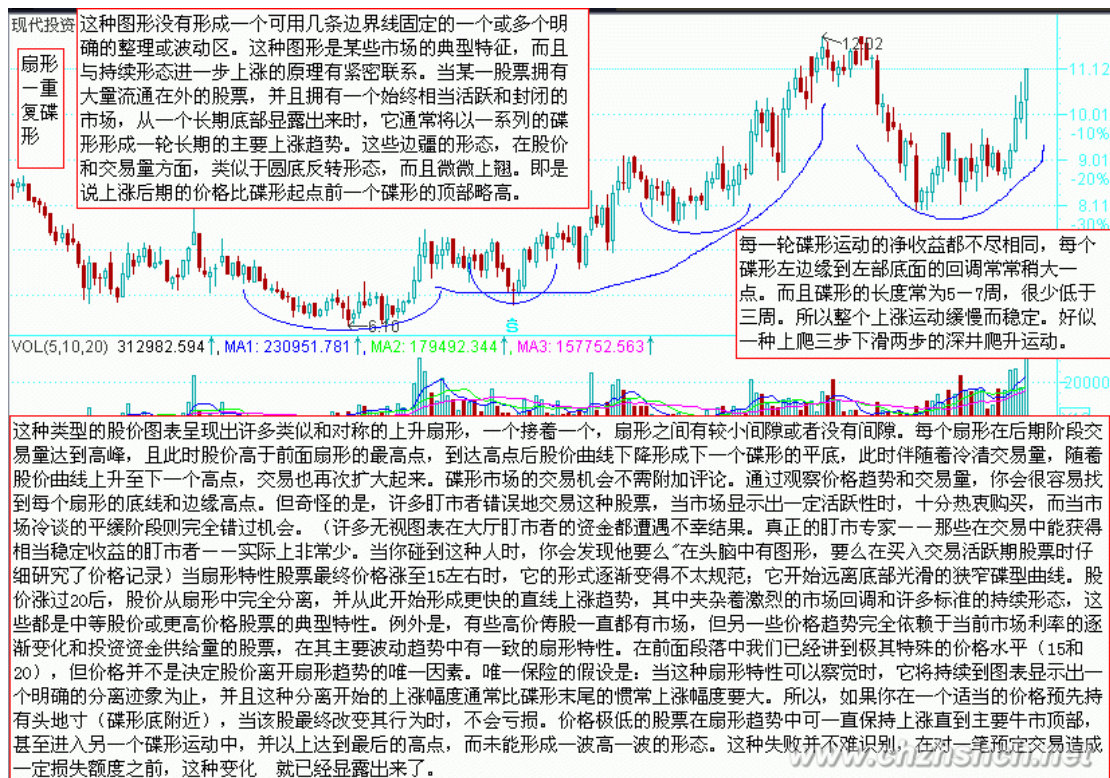 现代投资
扇形
一重
复碟
形
这种图形没有形成一个可用几条边界线固定的一个或多个明
确的整理或波动区。这种图形是某些市场的典型特征，而且
与持续形态进一步上涨的原理有紧密联系。当某一股票拥有
大量流通在外的股票，并且拥有一个始终相当活跃和封闭的
市场，从一个长期底部显露出来时，它通常将以一系列的碟
形形成一轮长期的主要上涨趋势。这些边疆的形态，在股价
和交易量方面，类似于圆底反转形态，而且微微上翘。即是
说上涨后期的价格比碟形起点前一个碟形的顶部略高。
12.02
11.12
10.01
-10%
9.01
-20%
8.11
-30%
每一轮碟形运动的净收益都不尽相同，每个
碟形左边缘到左部底面的回调常常稍大一
点。而且碟形的长度常为5－7周，很少低于
三周。所以整个上涨运动缓慢而稳定。好似
一种上爬三步下滑两步的深井爬升运动。
6.10
S
VOL(5,10,20) 312982.594↑, MA1: 230951.781↑, MA2: 179492.344↑, MA3: 157752.563↑
20000
这种类型的股价图表呈现出许多类似和对称的上升扇形，一个接着一个，扇形之间有较小间隙或者没有间隙。每个扇形在后期阶段交
易量达到高峰，且此时股价高于前面扇形的最高点，到达高点后股价曲线下降形成下一个碟形的平底，此时伴随着冷清交易量，随着
股价曲线上升至下一个高点，交易也再次扩大起来。碟形市场的交易机会不需附加评论。通过观察价格趋势和交易量，你会很容易找
到每个扇形的底线和边缘高点。但奇怪的是，许多盯市者错误地交易这种股票，当市场显示出一定活跃性时，十分热衷购买，而当市
场冷谈的平缓阶段则完全错过机会。（许多无视图表在大厅盯市者的资金都遭遇不幸结果。真正的盯市专家－－那些在交易中能获得
相当稳定收益的盯市者－－实际上非常少。当你碰到这种人时，你会发现他要么"在头脑中有图形，要么在买入交易活跃期股票时仔
细研究了价格记录）当扇形特性股票最终价格涨至15左右时，它的形式逐渐变得不太规范；它开始远离底部光滑的狭窄碟型曲线。股
价涨过20后，股价从扇形中完全分离，并从此开始形成更快的直线上涨趋势，其中夹杂着激烈的市场回调和许多标准的持续形态，这
些都是中等股价或更高价格股票的典型特性。例外是，有些高价俦股一直都有市场，但另一些价格趋势完全依赖于当前市场利率的逐
渐变化和投资资金供给量的股票，在其主要波动趋势中有一致的扇形特性。在前面段落中我们已经讲到极其特殊的价格水平（15和
20），但价格并不是决定股价离开扇形趋势的唯一因素。唯一保险的假设是：当这种扇形特性可以察觉时，它将持续到图表显示出一
个明确的分离迹象为止，并且这种分离开始的上涨幅度通常比碟形末尾的惯常上涨幅度要大。所以，如果你在一个适当的价格预先持
有头地寸（碟形底附近），当该股最终改变其行为时，不会亏损。价格极低的股票在扇形趋势中可一直保持上涨直到主要牛市顶部，
甚至进入另一个碟形运动中，并以上达到最后的高点，而未能形成一波高一波的形态。这种失败并不难识别，在对一笔预定交易造成
一定损失额度之前，这种变化 就已经显露出来了。
www.chzhshch.net